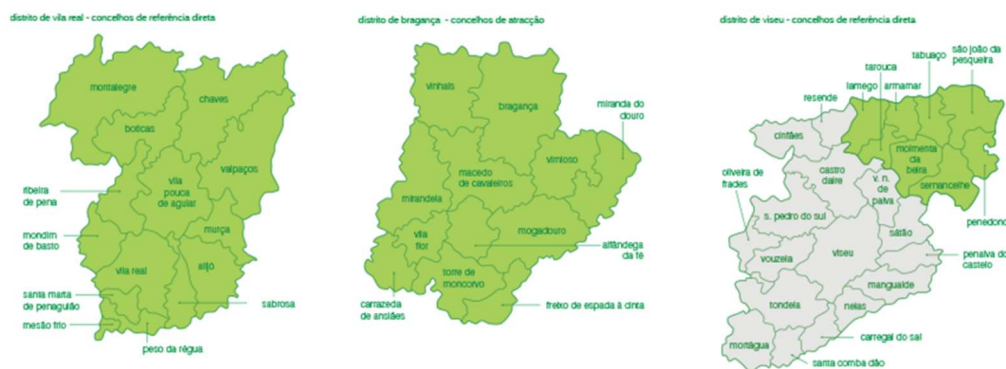 distrito de vila real - concelhos de referência direta
montalegre
chaves
boticas
valpaços
vila
pouca
de aguiar
ribeira
de pena
murça
mondim
de basto
vila real
alijó
santa marta
de penaguião
sabrosa
mesão frio
peso da régua
distrito de bragança - concelhos de atracção
vinhais
bragança
miranda do
douro
vimioso
macedo
de cavaleiros
mirandela
mogadouro
vila
flor
alfândega
da fé
torre de
moncorvo
carrazeda
de ansiães
freixo de espada à cinta
distrito de viseu - concelhos de referência direta
são joão da
pesqueira
tabuaço
tarouca
lamego
armamar
resende
cinfães
moimenta
da
beira
castro
daire
oliveira de
frades
v. n.
de
paiva
sernancelhe
penedono
s. pedro do sul
sátão
vouzela
viseu
penalva do
castelo
mangualde
tondela
nelas
carregal do sal
mortágua
santa comba dão